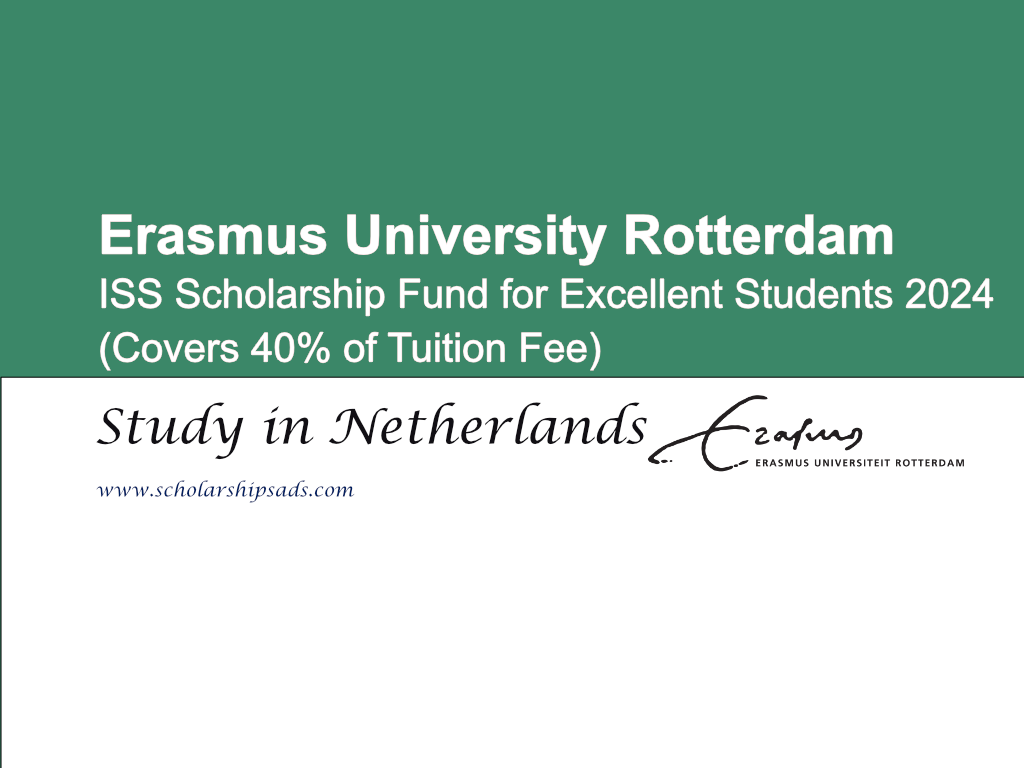 Erasmus University Rotterdam
ISS Scholarship Fund for Excellent Students 2024
(Covers 40% of Tuition Fee)
Study in Netherlands
Erasmus
ERASMUS UNIVERSITEIT ROTTERDAM
www.scholarshipsads.com